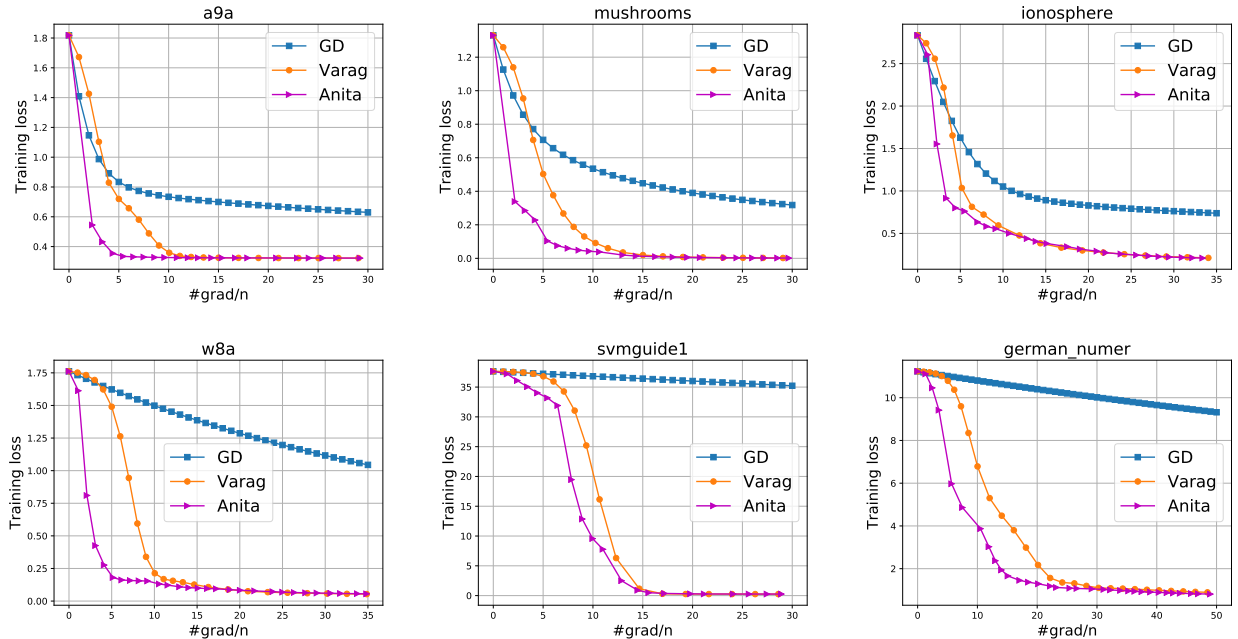 a9a
1.8
1.6
1.4
1.2
1.0
0.8
0.6
0.4
Training loss
0 5 10 15 20 25 30
#grad/n
GD
Varag
Anita
mushrooms
1.2
1.0
0.8
0.6
0.4
0.2
0.0
Training loss
0 5 10 15 20 25 30
#grad/n
GD
Varag
Anita
ionosphere
2.5
2.0
1.5
1.0
0.5
Training loss
0 5 10 15 20 25 30 35
#grad/n
GD
Varag
Anita
w8a
1.75
1.50
1.25
1.00
0.75
0.50
0.25
0.00
Training loss
0 5 10 15 20 25 30 35
#grad/n
GD
Varag
Anita
svmguide1
35
30
25
20
15
10
5
0
Training loss
0 5 10 15 20 25 30
#grad/n
GD
Varag
Anita
german_numer
10
8
6
4
2
Training loss
0 10 20 30 40 50
#grad/n
GD
Varag
Anita